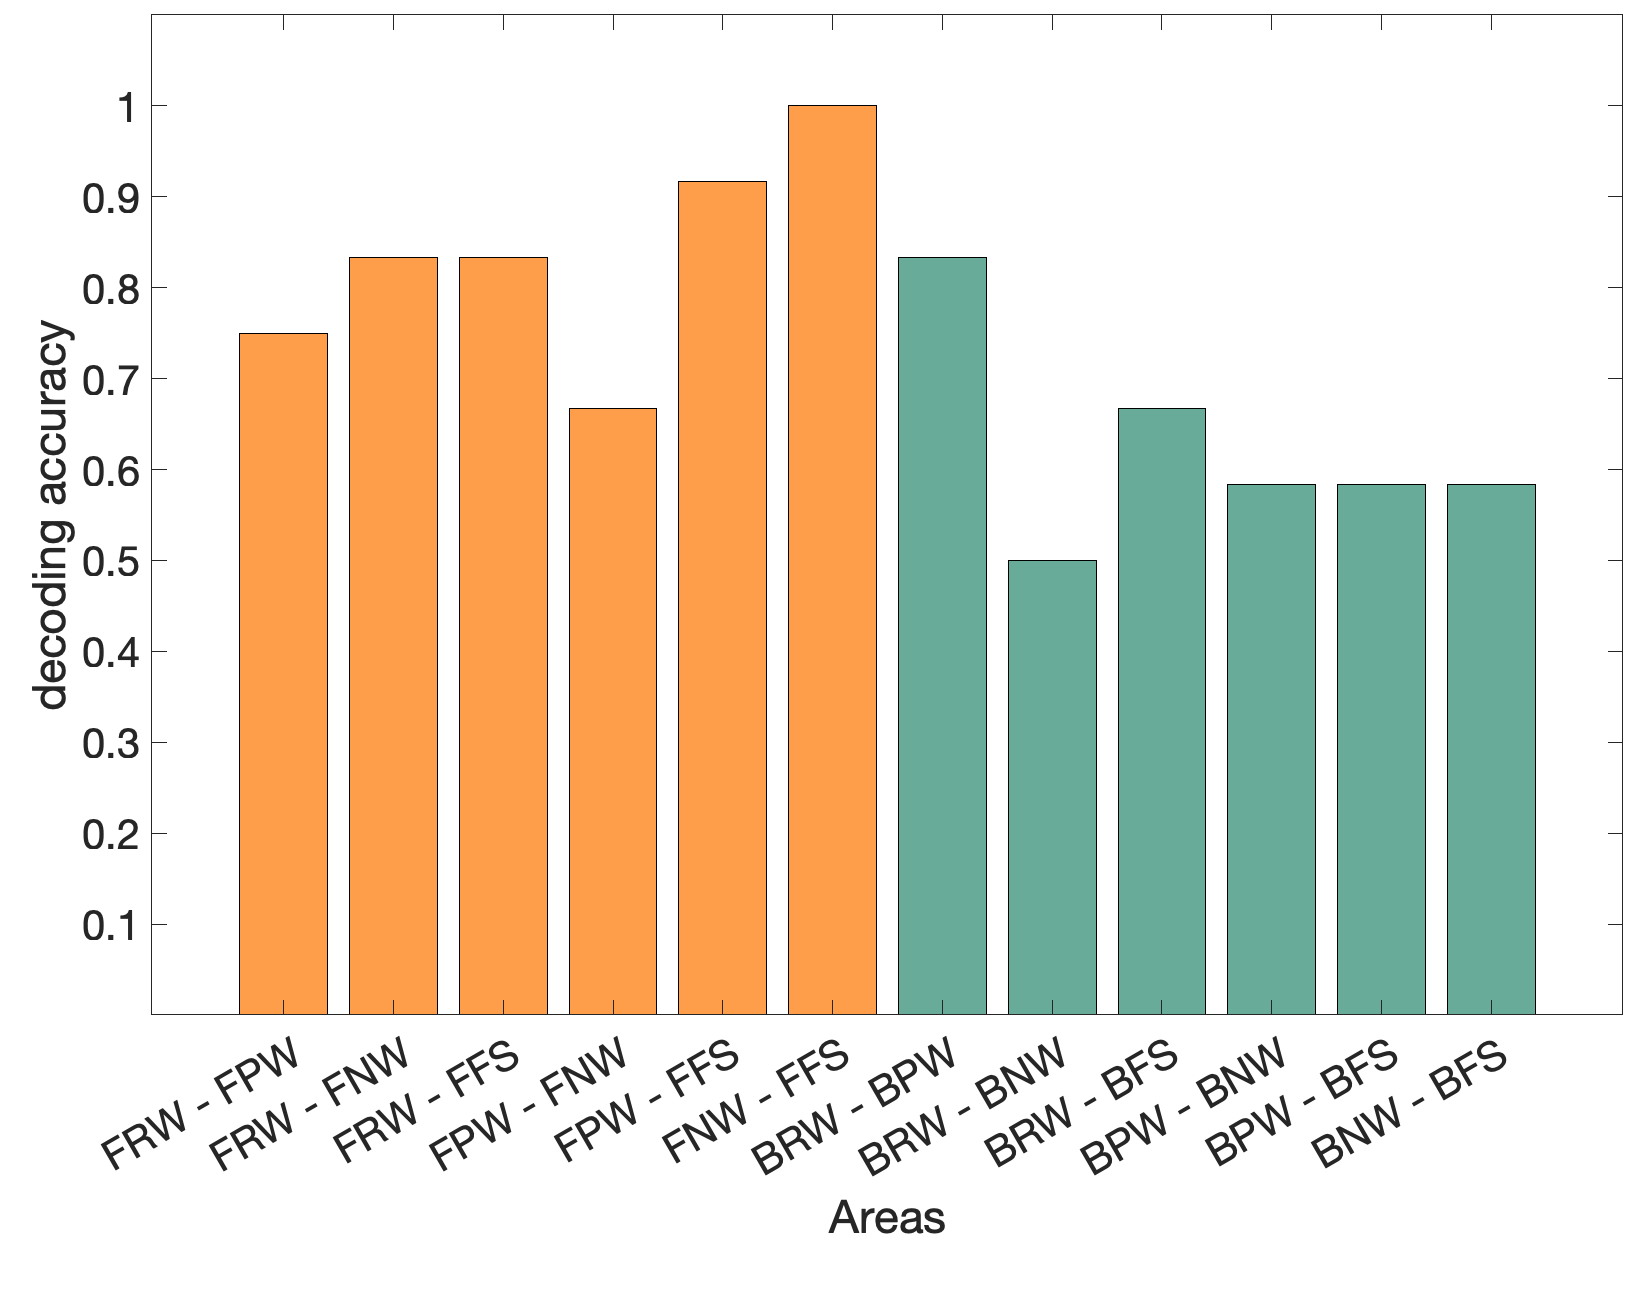 decoding accuracy
1
0.9
0.8
0.7
0.6
0.5
0.4
0.3
0.2
0.1
FRW - FPW
FRW - FNW
FRW - FFS
FPW - FNW
FPW - FFS
FNW - FFS
BRW - BPW
BRW - BNW
BRW - BFS
BPW - BNW
BPW - BFS
BNW - BFS
Areas